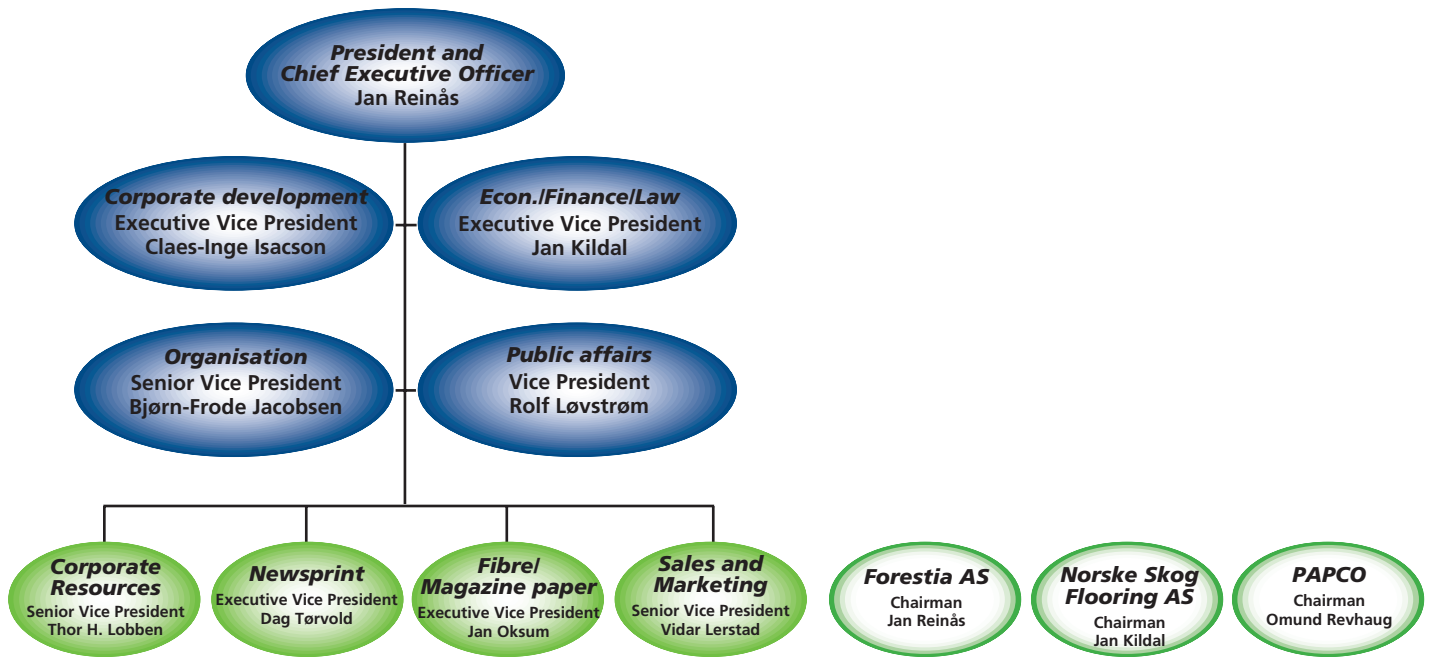 President and
Chief Executive Officer
Jan Reinås
Corporate development
Executive Vice President
Claes-Inge Isacson
Econ./Finance/Law
Executive Vice President
Jan Kildal
Organisation
Senior Vice President
Bjørn-Frode Jacobsen
Public affairs
Vice President
Rolf Løvstrøm
Corporate
Resources
Senior Vice President
Thor H. Lobben
Newsprint
Executive Vice President
Dag Tørvold
Fibre/
Magazine paper
Executive Vice President
Jan Oksum
Sales and
Marketing
Senior Vice President
Vidar Lerstad
Forestia AS
Chairman
Jan Reinås
Norske Skog
Flooring AS
Chairman
Jan Kildal
PAPCO
Chairman
Omund Revhaug